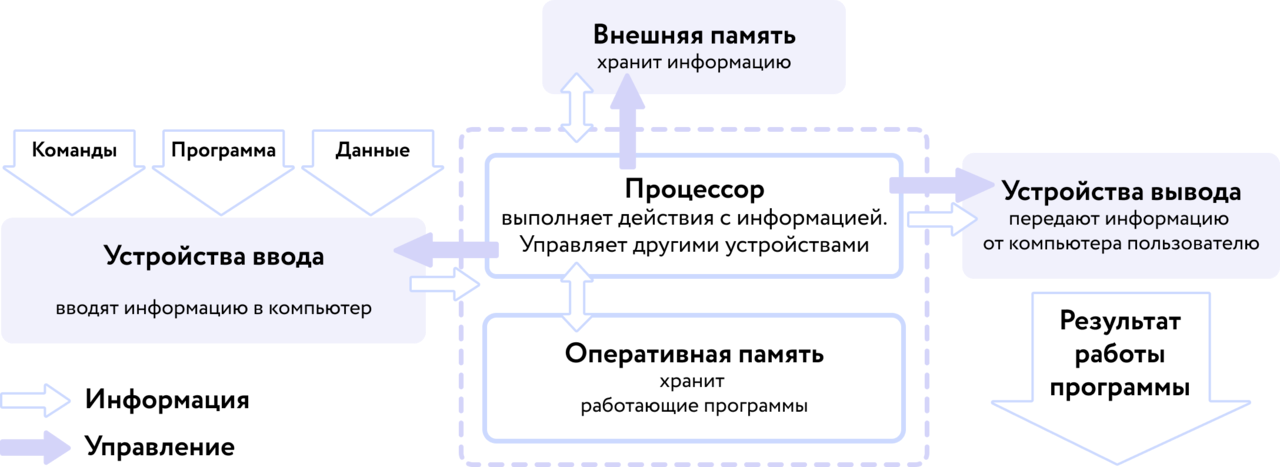 Внешняя память
хранит информацию
Команды
Программа
Данные
Процессор
выполняет действия с информацией.
Управляет другими устройствами
Устройства вывода
передают информацию
от компьютера пользователю
Устройства ввода
вводят информацию в компьютер
Оперативная память
хранит
работающие программы
Результат
работы
программы
Информация
Управление